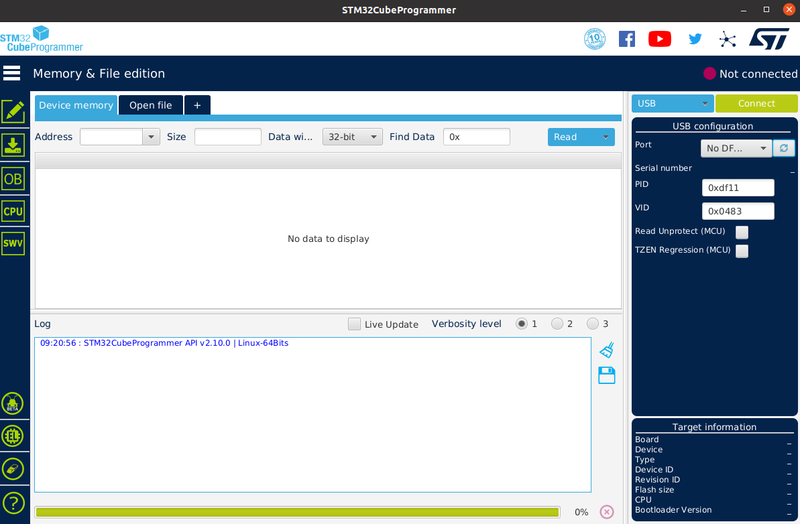 STM32CubeProgrammer
STM32
CubeProgrammer
10
Memory & File edition
Not connected
Device memory
Open file
+
USB
Connect
Address
Size
Data wi...
32-bit
Find Data
0x
Read
No data to display
USB configuration
Port
No DF...
Serial number
_
PID
0xdf11
VID
0x0483
Read Unprotect (MCU)
TZEN Regression (MCU)
OB
CPU
SWV
Log
Live Update
Verbosity level
1
2
3
09:20:56 : STM32CubeProgrammer API v2.10.0 | Linux-64Bits
BETA
EL
?
0%
Target information
Board _
Device _
Type _
Device ID _
Revision ID _
Flash size _
CPU _
Bootloader Version _